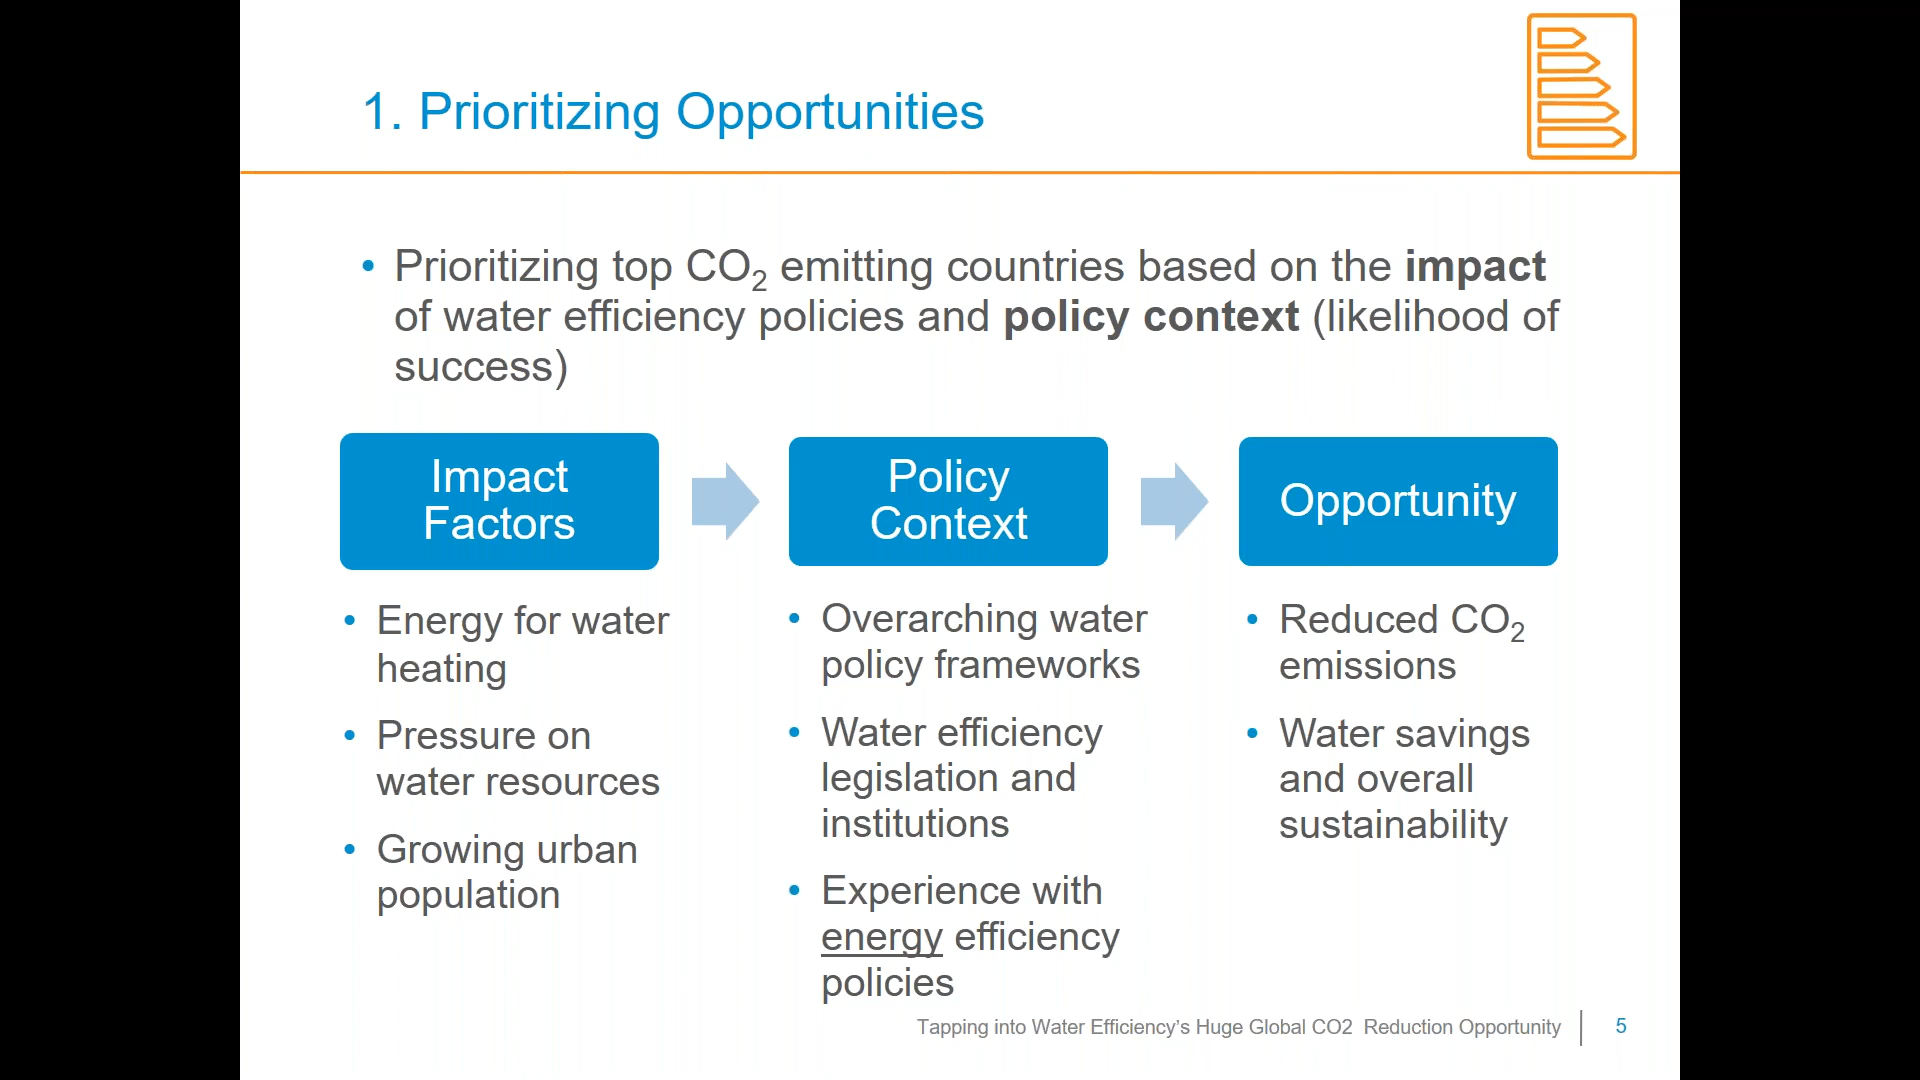 1. Prioritizing Opportunities
• Prioritizing top CO₂ emitting countries based on the impact
of water efficiency policies and policy context (likelihood of
success)
Impact
Factors
• Energy for water
heating
• Pressure on
water resources
• Growing urban
population
Policy
Context
• Overarching water
policy frameworks
• Water efficiency
legislation and
institutions
• Experience with
energy efficiency
policies
Opportunity
• Reduced CO₂
emissions
• Water savings
and overall
sustainability
Tapping into Water Efficiency’s Huge Global CO2 Reduction Opportunity
5